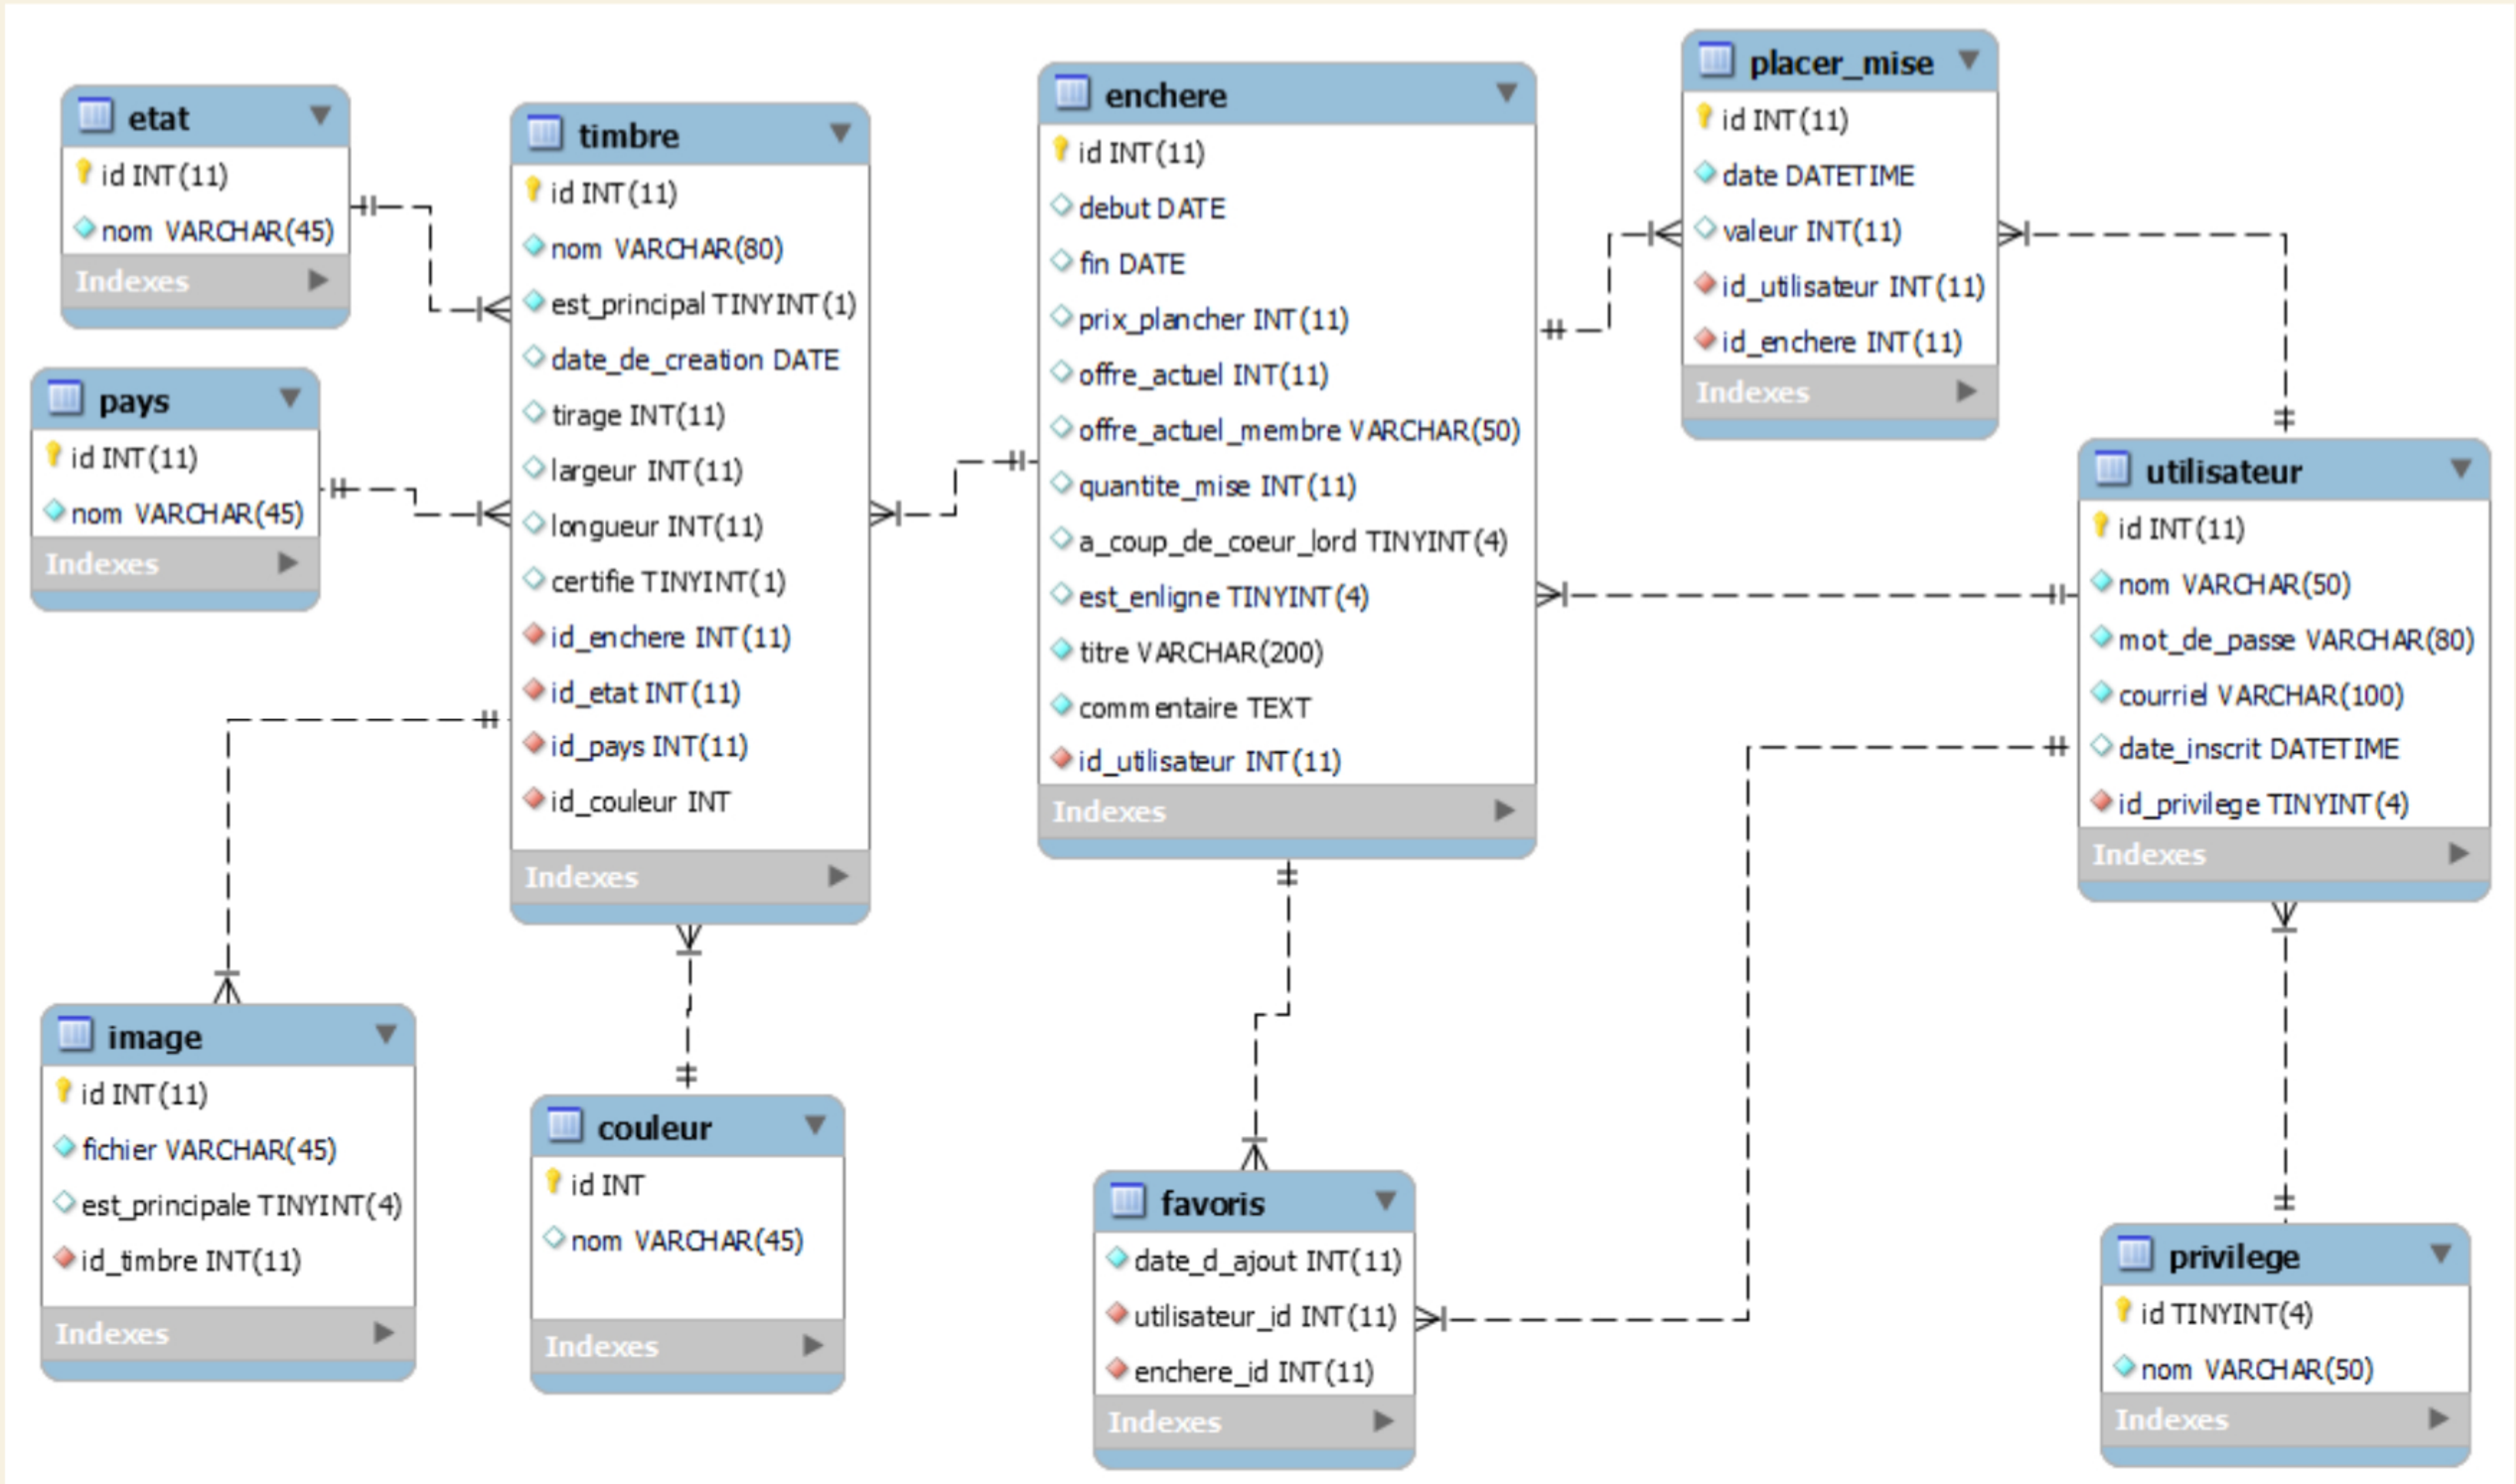 etat
id INT(11)
nom VARCHAR(45)
Indexes
pays
id INT(11)
nom VARCHAR(45)
Indexes
timbre
id INT(11)
nom VARCHAR(80)
est_principal TINYINT(1)
date_de_creation DATE
tirage INT(11)
largeur INT(11)
longueur INT(11)
certifie TINYINT(1)
id_enchere INT(11)
id_etat INT(11)
id_pays INT(11)
id_couleur INT
Indexes
enchere
id INT(11)
debut DATE
fin DATE
prix_plancher INT(11)
offre_actuel INT(11)
offre_actuel_membre VARCHAR(50)
quantite_mise INT(11)
a_coup_de_coeur_lord TINYINT(4)
est_enligne TINYINT(4)
titre VARCHAR(200)
commentaire TEXT
id_utilisateur INT(11)
Indexes
placer_mise
id INT(11)
date DATETIME
valeur INT(11)
id_utilisateur INT(11)
id_enchere INT(11)
Indexes
utilisateur
id INT(11)
nom VARCHAR(50)
mot_de_passe VARCHAR(80)
courriel VARCHAR(100)
date_inscrit DATETIME
id_privilege TINYINT(4)
Indexes
image
id INT(11)
fichier VARCHAR(45)
est_principale TINYINT(4)
id_timbre INT(11)
Indexes
couleur
id INT
nom VARCHAR(45)
Indexes
favoris
date_d_ajout INT(11)
utilisateur_id INT(11)
enchere_id INT(11)
Indexes
privilege
id TINYINT(4)
nom VARCHAR(50)
Indexes